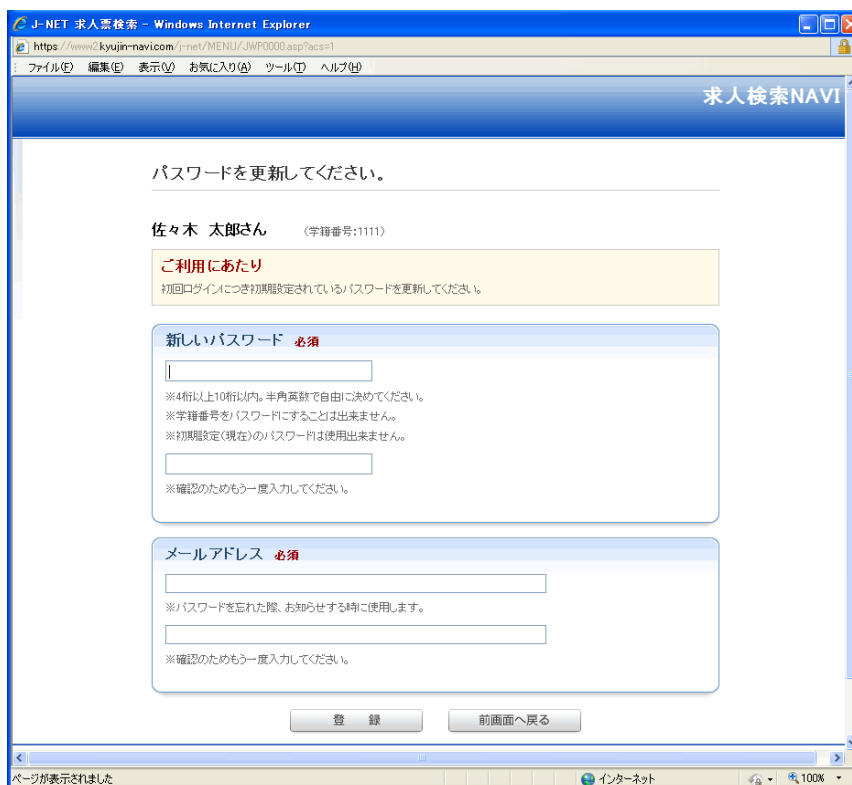 J-NET 求人票検索 - Windows Internet Explorer
https://www2.kyujin-navi.com/j-net/MENU/JWP0000.asp?acs=1
ファイル(F) 編集(E) 表示(V) お気に入り(A) ツール(T) ヘルプ(H)
求人検索NAVI
パスワードを更新してください。
佐々木 太郎さん (学籍番号:1111)
ご利用にあたり
初回ログインにつき初期設定されているパスワードを更新してください。
新しいパスワード 必須
※4桁以上10桁以内。半角英数で自由に決めてください。
※学籍番号をパスワードにすることは出来ません。
※初期設定(現在)のパスワードは使用出来ません。
※確認のためもう一度入力してください。
メールアドレス 必須
※パスワードを忘れた際、お知らせする時に使用します。
※確認のためもう一度入力してください。
登 録 前画面へ戻る
ページが表示されました インターネット 100%